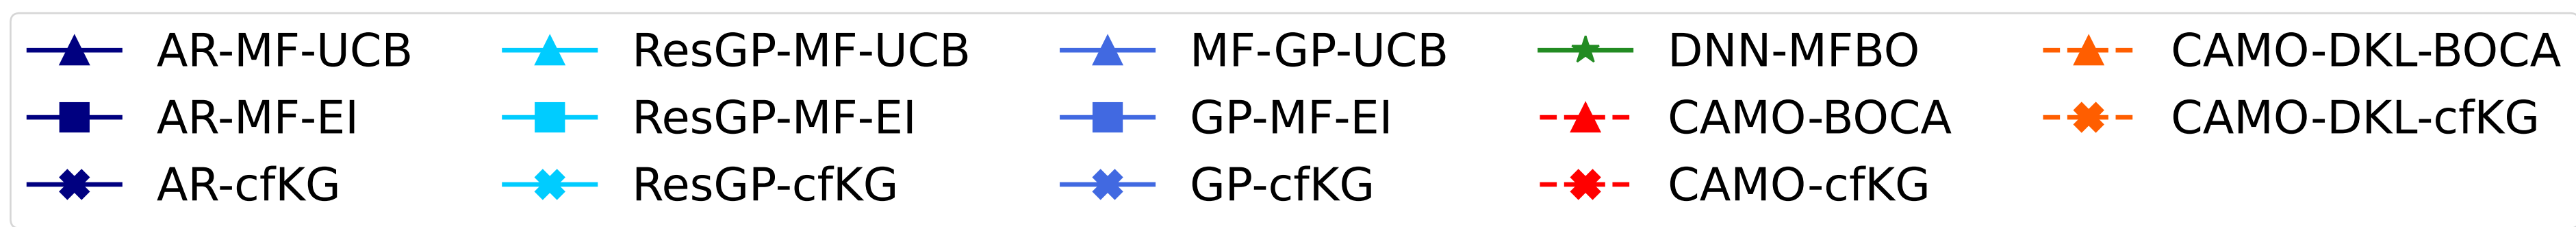 AR-MF-UCB ResGP-MF-UCB MF-GP-UCB DNN-MFBO CAMO-DKL-BOCA
AR-MF-EI ResGP-MF-EI GP-MF-EI CAMO-BOCA CAMO-DKL-cfKG
AR-cfKG ResGP-cfKG GP-cfKG CAMO-cfKG